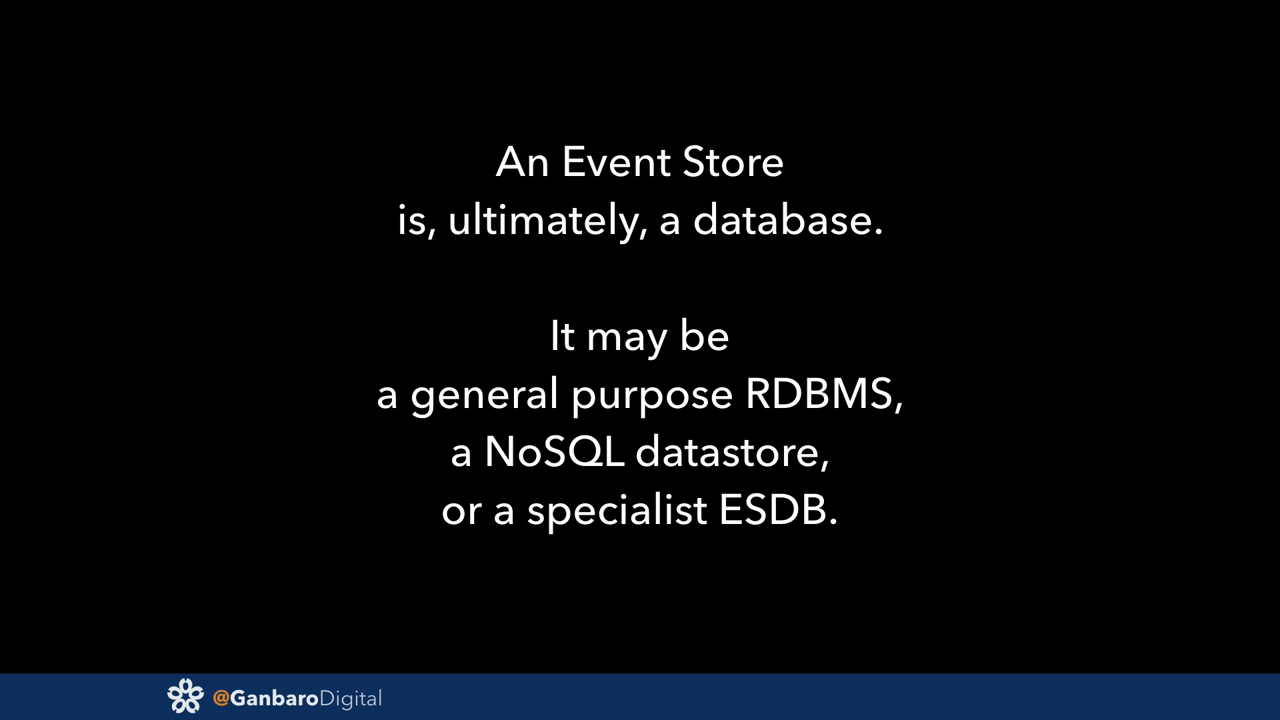 An Event Store
is, ultimately, a database.
It may be
a general purpose RDBMS,
a NoSQL datastore,
or a specialist ESDB.
@GanbaroDigital